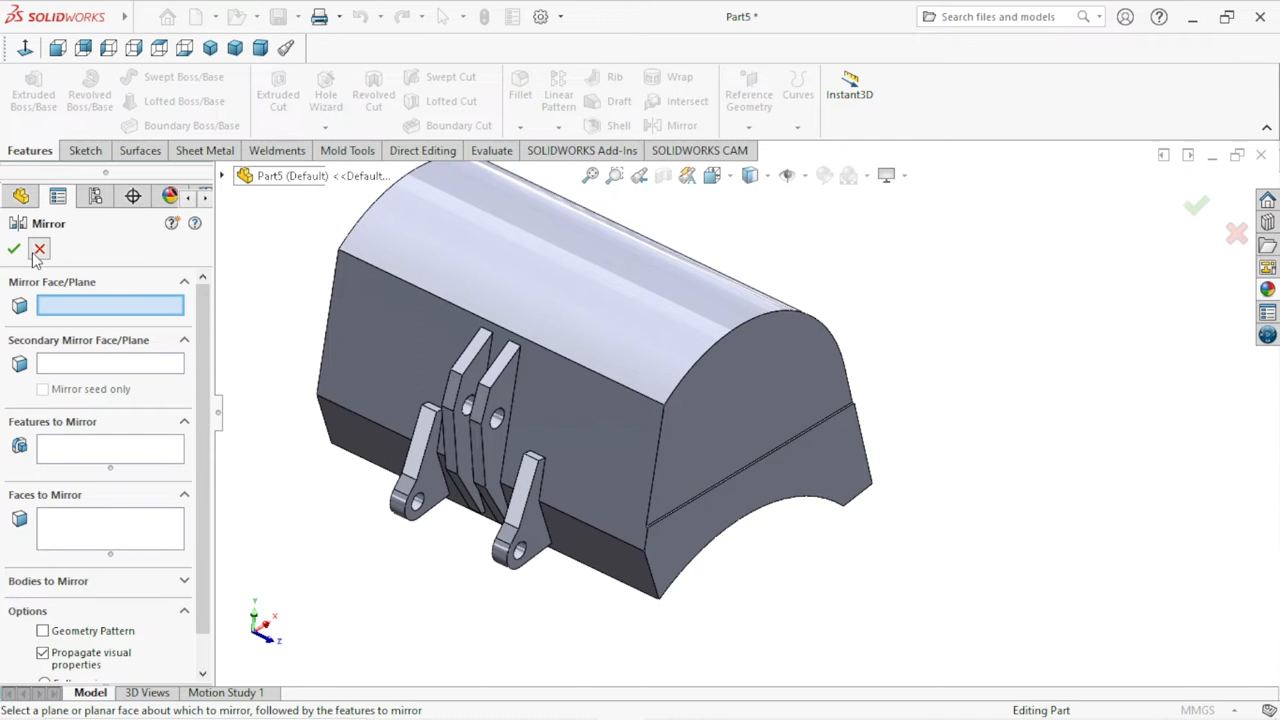 SOLIDWORKS
Part5 *
Search files and models
Extruded
Boss/Base
Revolved
Boss/Base
Swept Boss/Base
Lofted Boss/Base
Boundary Boss/Base
Extruded
Cut
Hole
Wizard
Revolved
Cut
Swept Cut
Lofted Cut
Boundary Cut
Fillet
Linear
Pattern
Rib
Draft
Shell
Wrap
Intersect
Mirror
Reference
Geometry
Curves
Instant3D
Features
Sketch
Surfaces
Sheet Metal
Weldments
Mold Tools
Direct Editing
Evaluate
SOLIDWORKS Add-Ins
SOLIDWORKS CAM
Part5 (Default) <<Default...
Mirror
Mirror Face/Plane
Secondary Mirror Face/Plane
Mirror seed only
Features to Mirror
Faces to Mirror
Bodies to Mirror
Options
Geometry Pattern
Propagate visual
properties
Y
X
Z
Model
3D Views
Motion Study 1
Select a plane or planar face about which to mirror, followed by the features to mirror
Editing Part
MMGS